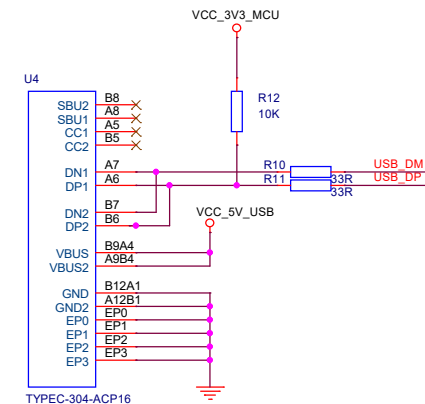 VCC_3V3_MCU
U4
R12
10K
SBU2 B8
SBU1 A8
CC1 A5
CC2 B5
DN1 A7
DP1 A6
R10 33R USB_DM
R11 33R USB_DP
DN2 B7
DP2 B6
VCC_5V_USB
VBUS B9A4
VBUS2 A9B4
GND B12A1
GND2 A12B1
EP0 EP0
EP1 EP1
EP2 EP2
EP3 EP3
TYPEC-304-ACP16